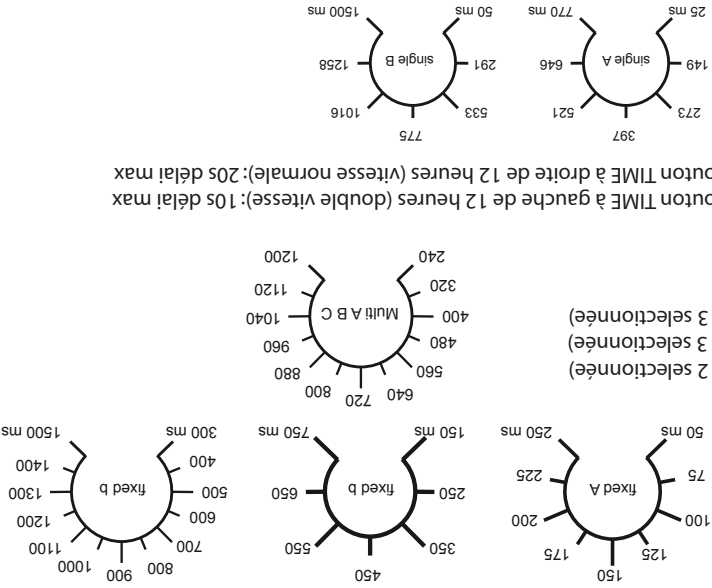 150
125 175
100 200
75 225
fixed A
50 ms 250 ms
450
350 550
250 650
fixed b
150 ms 750 ms
900
800 1000
700 1100
600 1200
500 1300
400 1400
fixed b
300 ms 1500 ms
2 selectionnée)
3 selectionnée)
3 selectionnée)
720
640 800
560 880
480 960
400 1040
320 1120
Multi A B C
240 1200
outon TIME à gauche de 12 heures (double vitesse): 10s délai max
outon TIME à droite de 12 heures (vitesse normale): 20s délai max
397
273 521
149 646
single A
25 ms 770 ms
775
533 1016
291 1258
single B
50 ms 1500 ms